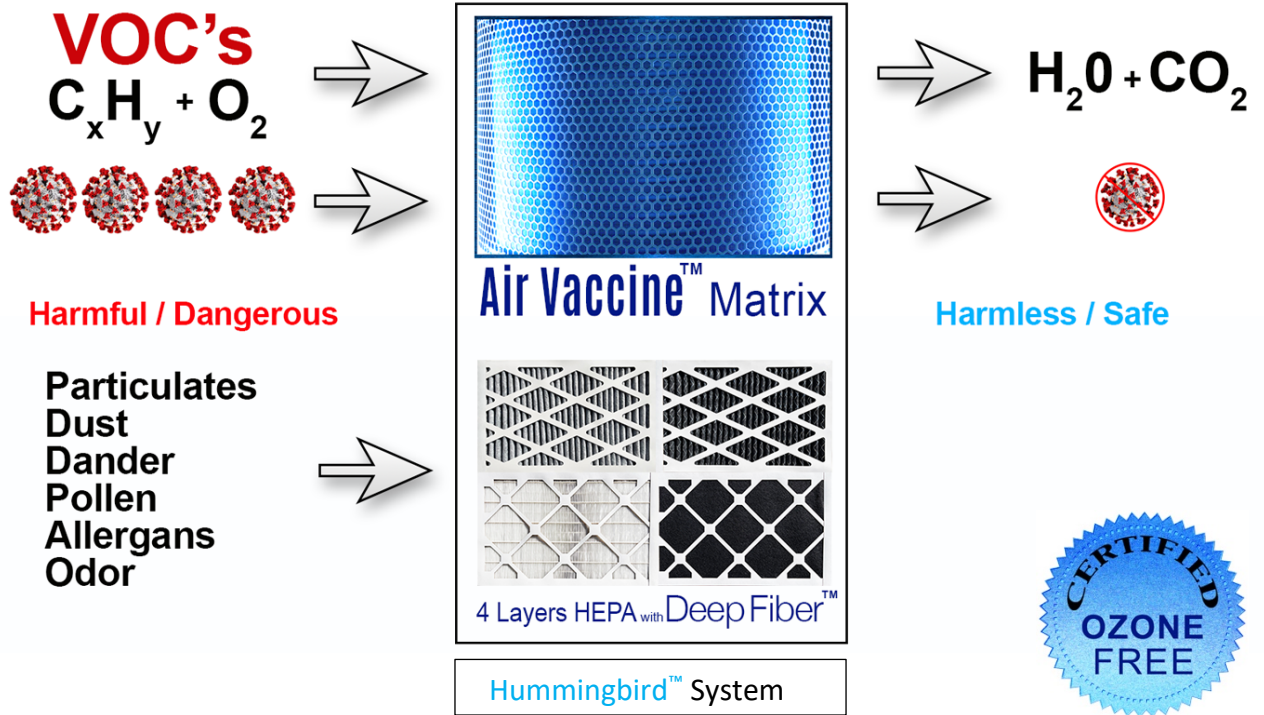 VOC's
CxHy + O2
H20 + CO2
Air Vaccine™ Matrix
Harmful / Dangerous
Harmless / Safe
Particulates
Dust
Dander
Pollen
Allergans
Odor
4 Layers HEPA with Deep Fiber™
Hummingbird™ System
CERTIFIED
OZONE
FREE